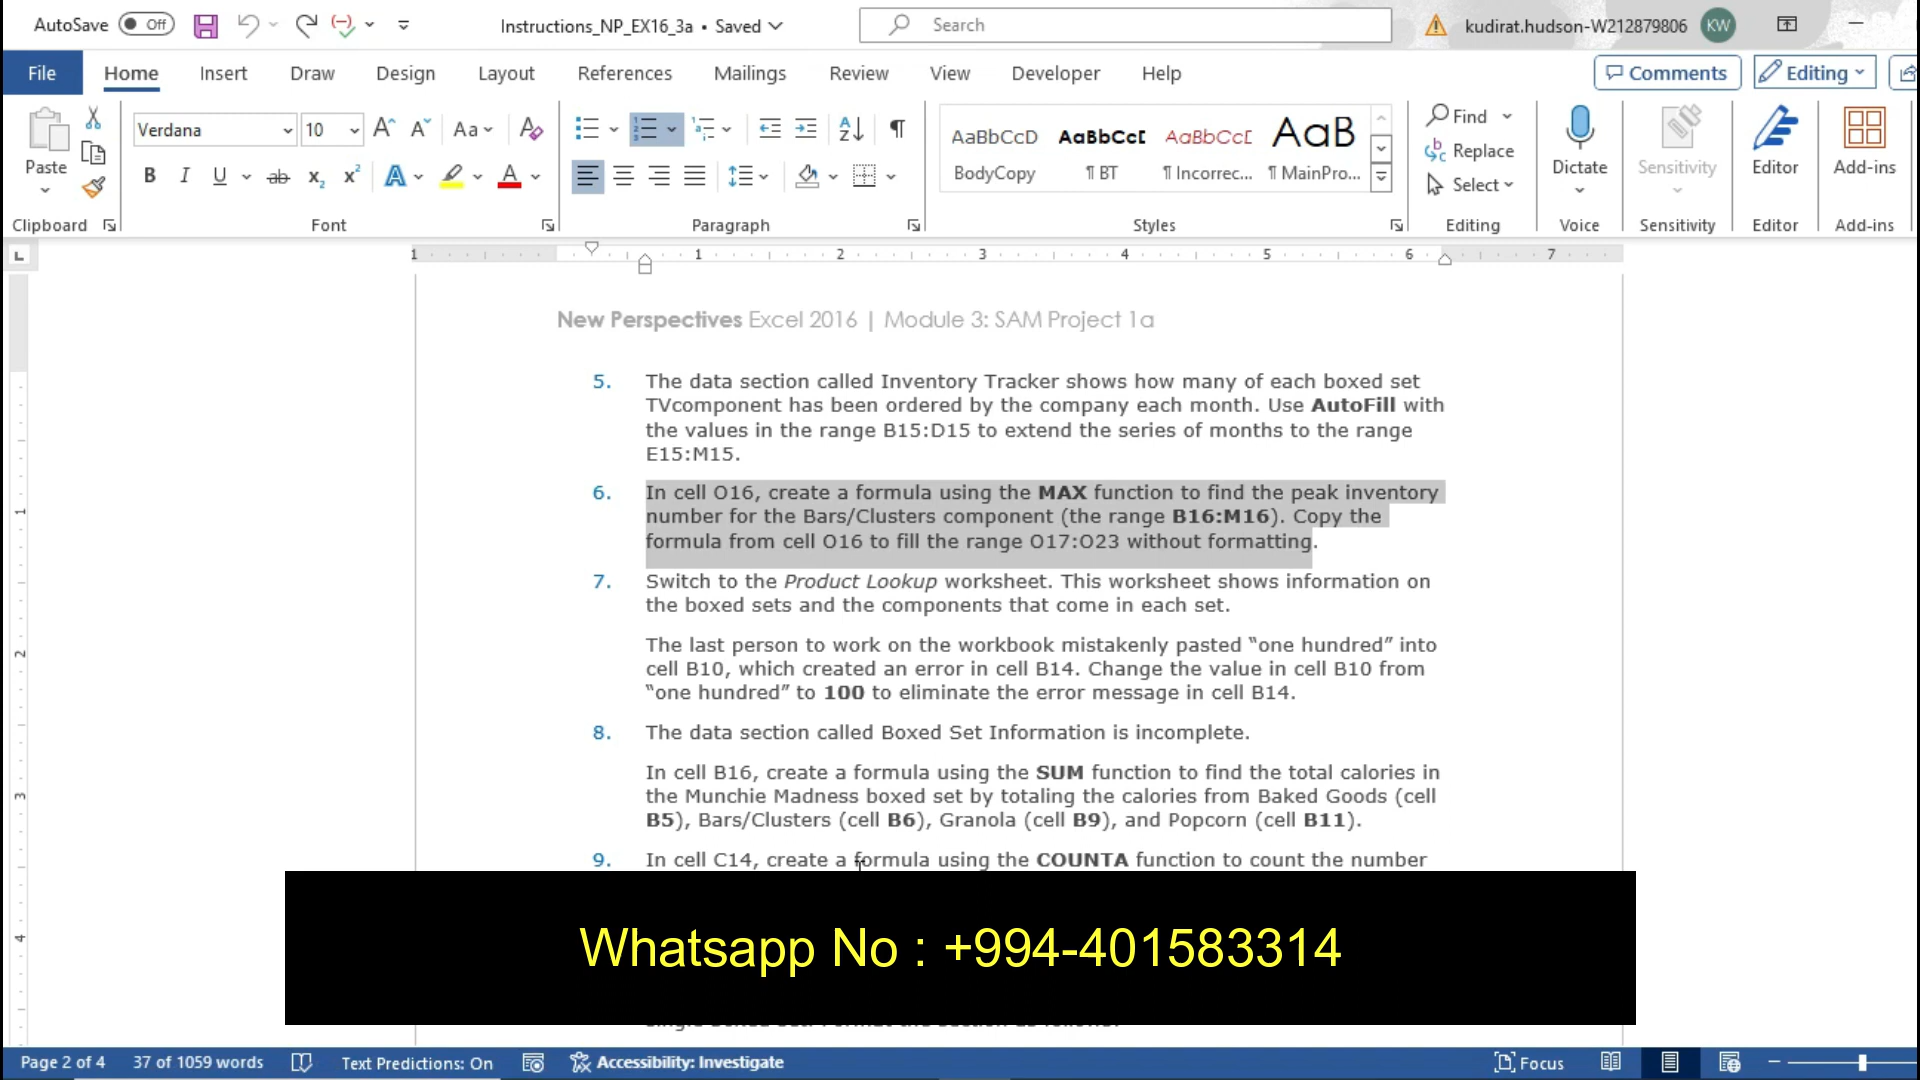 AutoSave Off Instructions_NP_EX16_3a • Saved Search kudirat.hudson-W212879806 KW
File Home Insert Draw Design Layout References Mailings Review View Developer Help Comments Editing
Verdana 10 Aa
AaBbCcD AaBbCcD AaBbCcD AaB
Find
Replace
Select
Paste
B I U ab x₂ x² A A
BodyCopy ¶ BT ¶ Incorrec... ¶ MainPro...
Dictate Sensitivity Editor Add-ins
Clipboard Font Paragraph Styles Editing Voice Sensitivity Editor Add-ins
1 1 2 3 4 5 6 7
New Perspectives Excel 2016 | Module 3: SAM Project 1a
5. The data section called Inventory Tracker shows how many of each boxed set
TVcomponent has been ordered by the company each month. Use AutoFill with
the values in the range B15:D15 to extend the series of months to the range
E15:M15.
6. In cell O16, create a formula using the MAX function to find the peak inventory
number for the Bars/Clusters component (the range B16:M16). Copy the
formula from cell O16 to fill the range O17:O23 without formatting.
7. Switch to the Product Lookup worksheet. This worksheet shows information on
the boxed sets and the components that come in each set.
The last person to work on the workbook mistakenly pasted “one hundred” into
cell B10, which created an error in cell B14. Change the value in cell B10 from
“one hundred” to 100 to eliminate the error message in cell B14.
8. The data section called Boxed Set Information is incomplete.
In cell B16, create a formula using the SUM function to find the total calories in
the Munchie Madness boxed set by totaling the calories from Baked Goods (cell
B5), Bars/Clusters (cell B6), Granola (cell B9), and Popcorn (cell B11).
9. In cell C14, create a formula using the COUNTA function to count the number
Whatsapp No : +994-401583314
Page 2 of 4 37 of 1059 words Text Predictions: On Accessibility: Investigate Focus